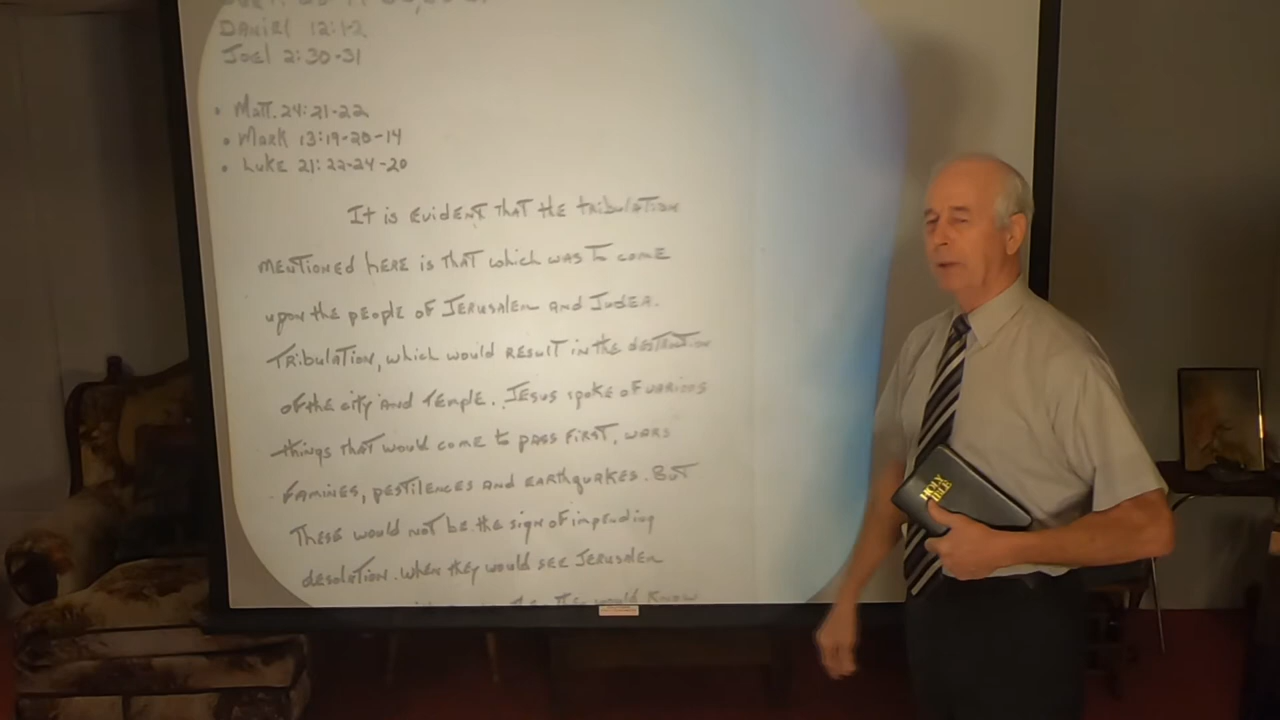 Daniel 12:1-2
Joel 2:30-31
• Matt. 24:21-22
• Mark 13:19-20-14
• Luke 21:22-24-20
It is evident that the tribulation
mentioned here is that which was to come
upon the people of Jerusalem and Judea.
Tribulation, which would result in the destruction
of the city and Temple. Jesus spoke of various
things that would come to pass first, wars
famines, pestilences and earthquakes. But
These would not be the sign of impending
desolation. when they would see Jerusalem
would know
HOLY
BIBLE